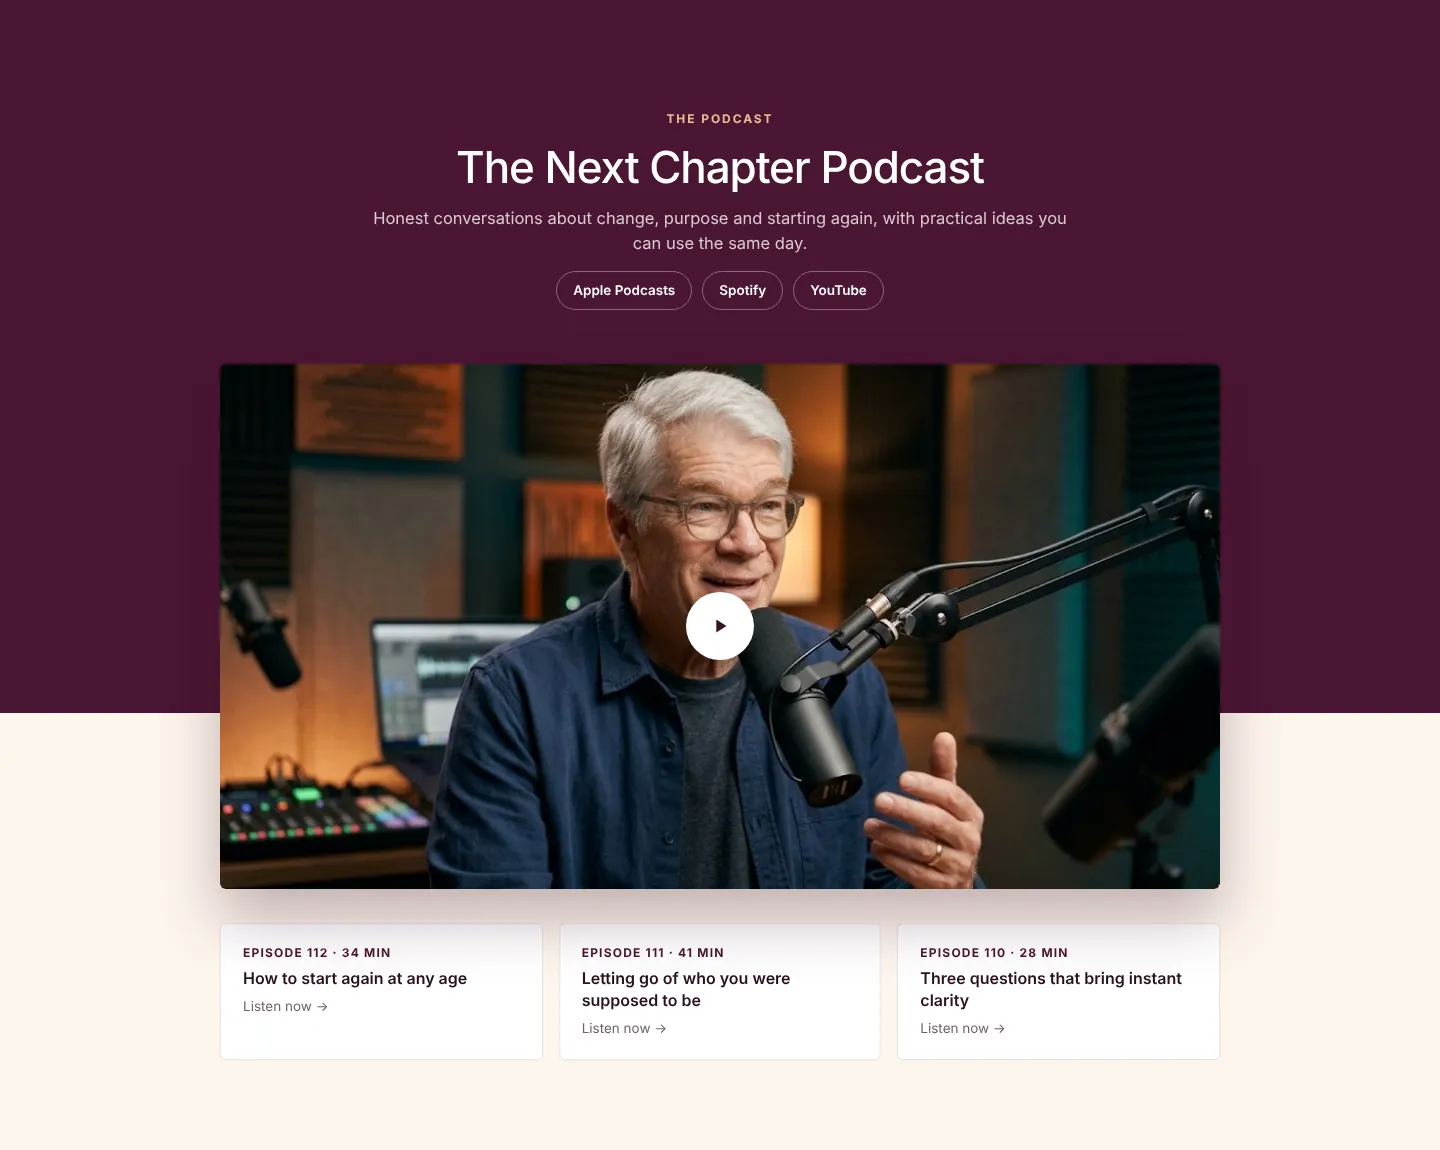 THE PODCAST
The Next Chapter Podcast
Honest conversations about change, purpose and starting again, with practical ideas you
can use the same day.
Apple Podcasts
Spotify
YouTube
EPISODE 112 · 34 MIN
How to start again at any age
Listen now →
EPISODE 111 · 41 MIN
Letting go of who you were
supposed to be
Listen now →
EPISODE 110 · 28 MIN
Three questions that bring instant
clarity
Listen now →